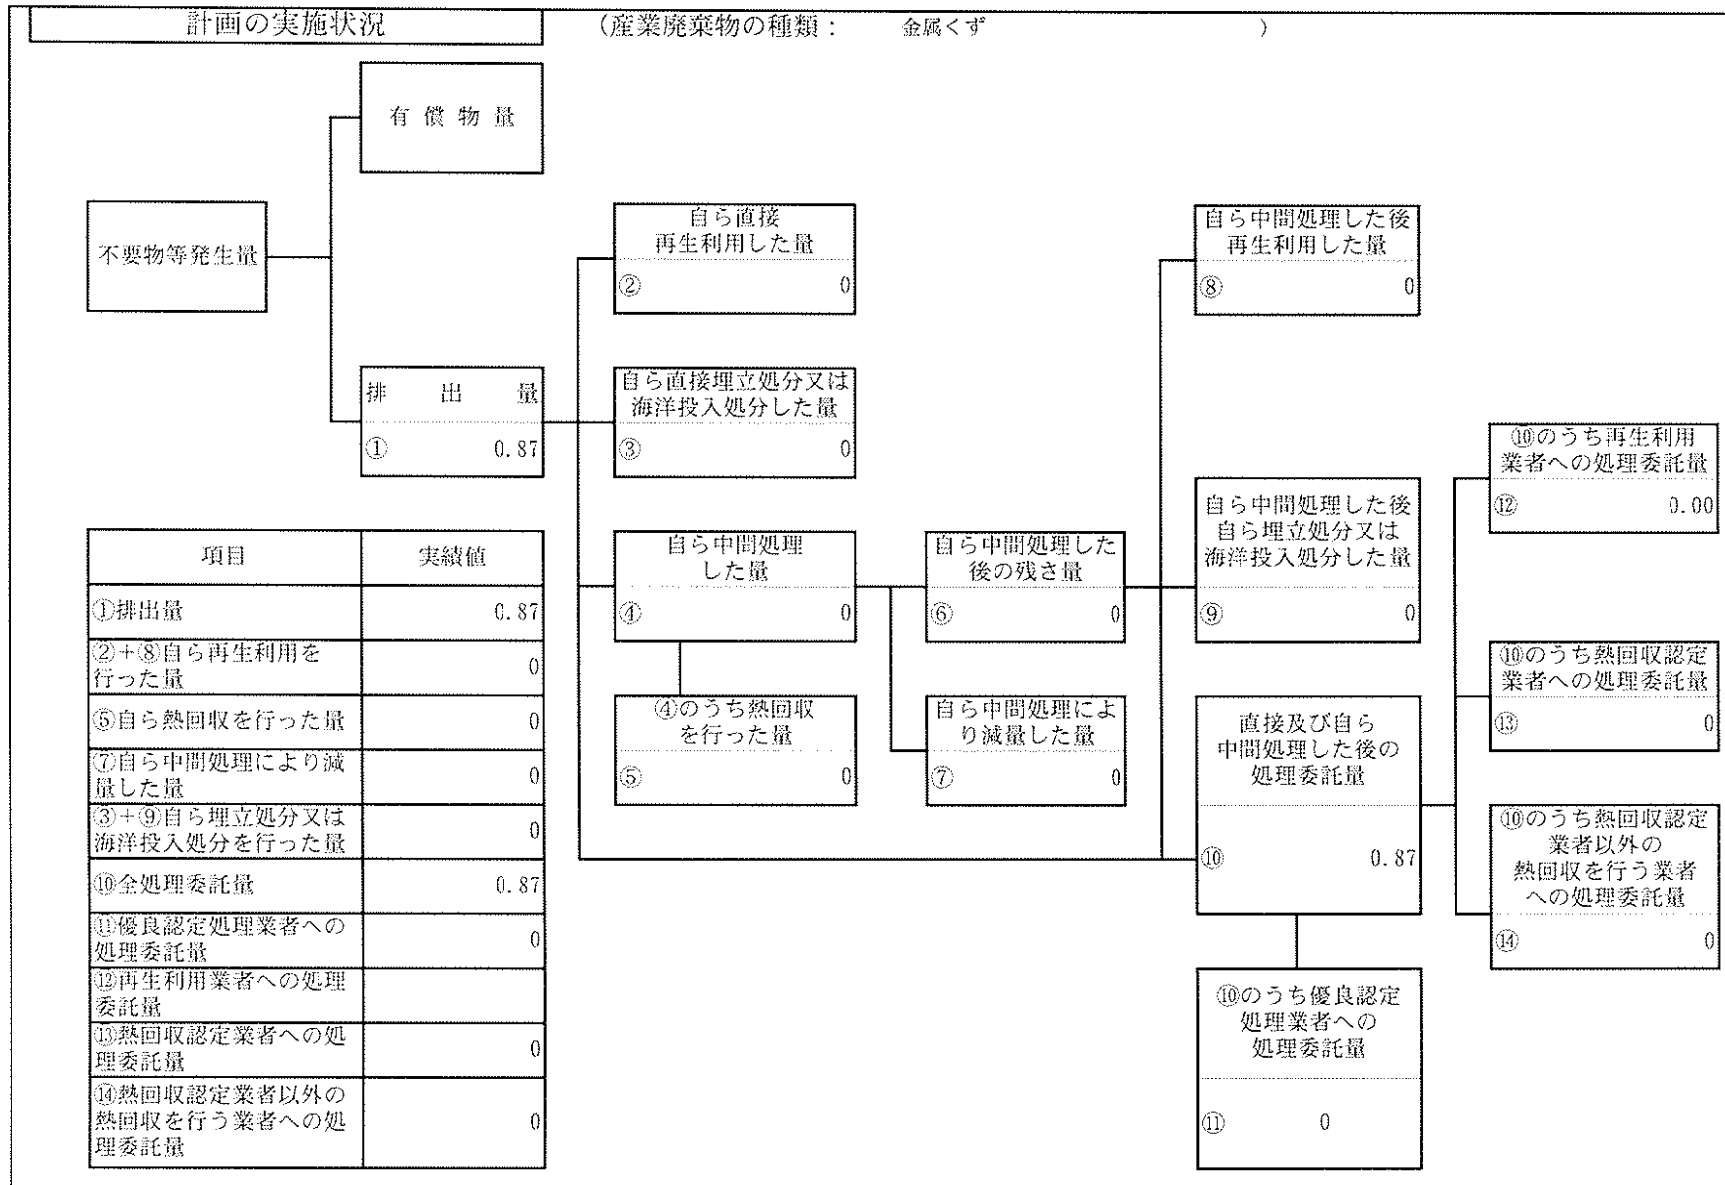 計画の実施状況
(産業廃棄物の種類： 金属くず )
有償物量
不要物等発生量
排出量
① 0.87
自ら直接
再生利用した量
② 0
自ら直接埋立処分又は
海洋投入処分した量
③ 0
自ら中間処理
した量
④ 0
④のうち熱回収
を行った量
⑤ 0
自ら中間処理した
後の残さ量
⑥ 0
自ら中間処理によ
り減量した量
⑦ 0
自ら中間処理した後
再生利用した量
⑧ 0
自ら中間処理した後
自ら埋立処分又は
海洋投入処分した量
⑨ 0
直接及び自ら
中間処理した後の
処理委託量
⑩ 0.87
⑩のうち優良認定
処理業者への
処理委託量
⑪ 0
⑩のうち再生利用
業者への処理委託量
⑫ 0.00
⑩のうち熱回収認定
業者への処理委託量
⑬ 0
⑩のうち熱回収認定
業者以外の
熱回収を行う業者
への処理委託量
⑭ 0
項目 実績値
①排出量 0.87
②+⑧自ら再生利用を
行った量 0
⑤自ら熱回収を行った量 0
⑦自ら中間処理により減
量した量 0
③+⑨自ら埋立処分又は
海洋投入処分を行った量 0
⑩全処理委託量 0.87
⑪優良認定処理業者への
処理委託量 0
⑫再生利用業者への処理
委託量
⑬熱回収認定業者への処
理委託量 0
⑭熱回収認定業者以外の
熱回収を行う業者への処
理委託量 0